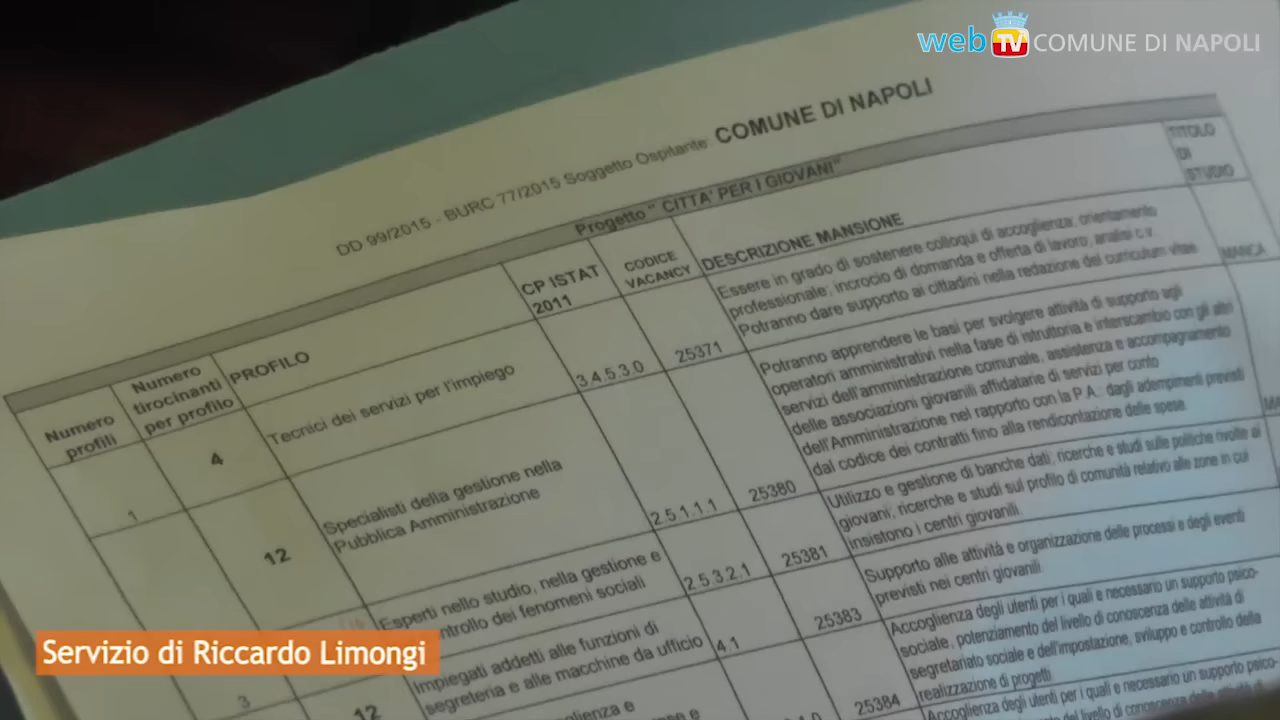 web TV COMUNE DI NAPOLI
DD 99/2015 - BURC 77/2015 Soggetto Ospitante: COMUNE DI NAPOLI
Progetto " CITTA' PER I GIOVANI"
Numero
profili
Numero
tirocinanti
per profilo
PROFILO
CP ISTAT
2011
CODICE
VACANCY
DESCRIZIONE MANSIONE
TITOLO
DI
STUDIO
1
4
Tecnici dei servizi per l'impiego
3.4.5.3.0
25371
Essere in grado di sostenere colloqui di accoglienza; orientamento
professionale; incrocio di domanda e offerta di lavoro; analisi c.v.
Potranno dare supporto ai cittadini nella redazione del curriculum vitae
MANCA
12
Specialisti della gestione nella
Pubblica Amministrazione
2.5.1.1.1
25380
Potranno apprendere le basi per svolgere attività di supporto agli
operatori amministrativi nella fase di istruttoria e interscambio con gli altri
servizi dell'amministrazione comunale, assistenza e accompagnamento
delle associazioni giovanili affidatarie di servizi per conto
dell'Amministrazione nel rapporto con la P.A.: dagli adempimenti previsti
dal codice dei contratti fino alla rendicontazione delle spese.
Esperti nello studio, nella gestione e
ntrollo dei fenomeni sociali
2.5.3.2.1
25381
Utilizzo e gestione di banche dati; ricerche e studi sulle politiche rivolte ai
giovani; ricerche e studi sul profilo di comunità relativo alle zone in cui
insistono i centri giovanili.
3
12
Impiegati addetti alle funzioni di
segreteria e alle macchine da ufficio
4.1
25383
Supporto alle attività e organizzazione delle processi e degli eventi
previsti nei centri giovanili.
25384
Accoglienza degli utenti per i quali e necessario un supporto psico-
sociale, potenziamento del livello di conoscenza delle attività di
segretariato sociale e dell'impostazione, sviluppo e controllo della
realizzazione di progetti.
Accoglienza degli utenti per i quali e necessario un supporto psico-
Servizio di Riccardo Limongi